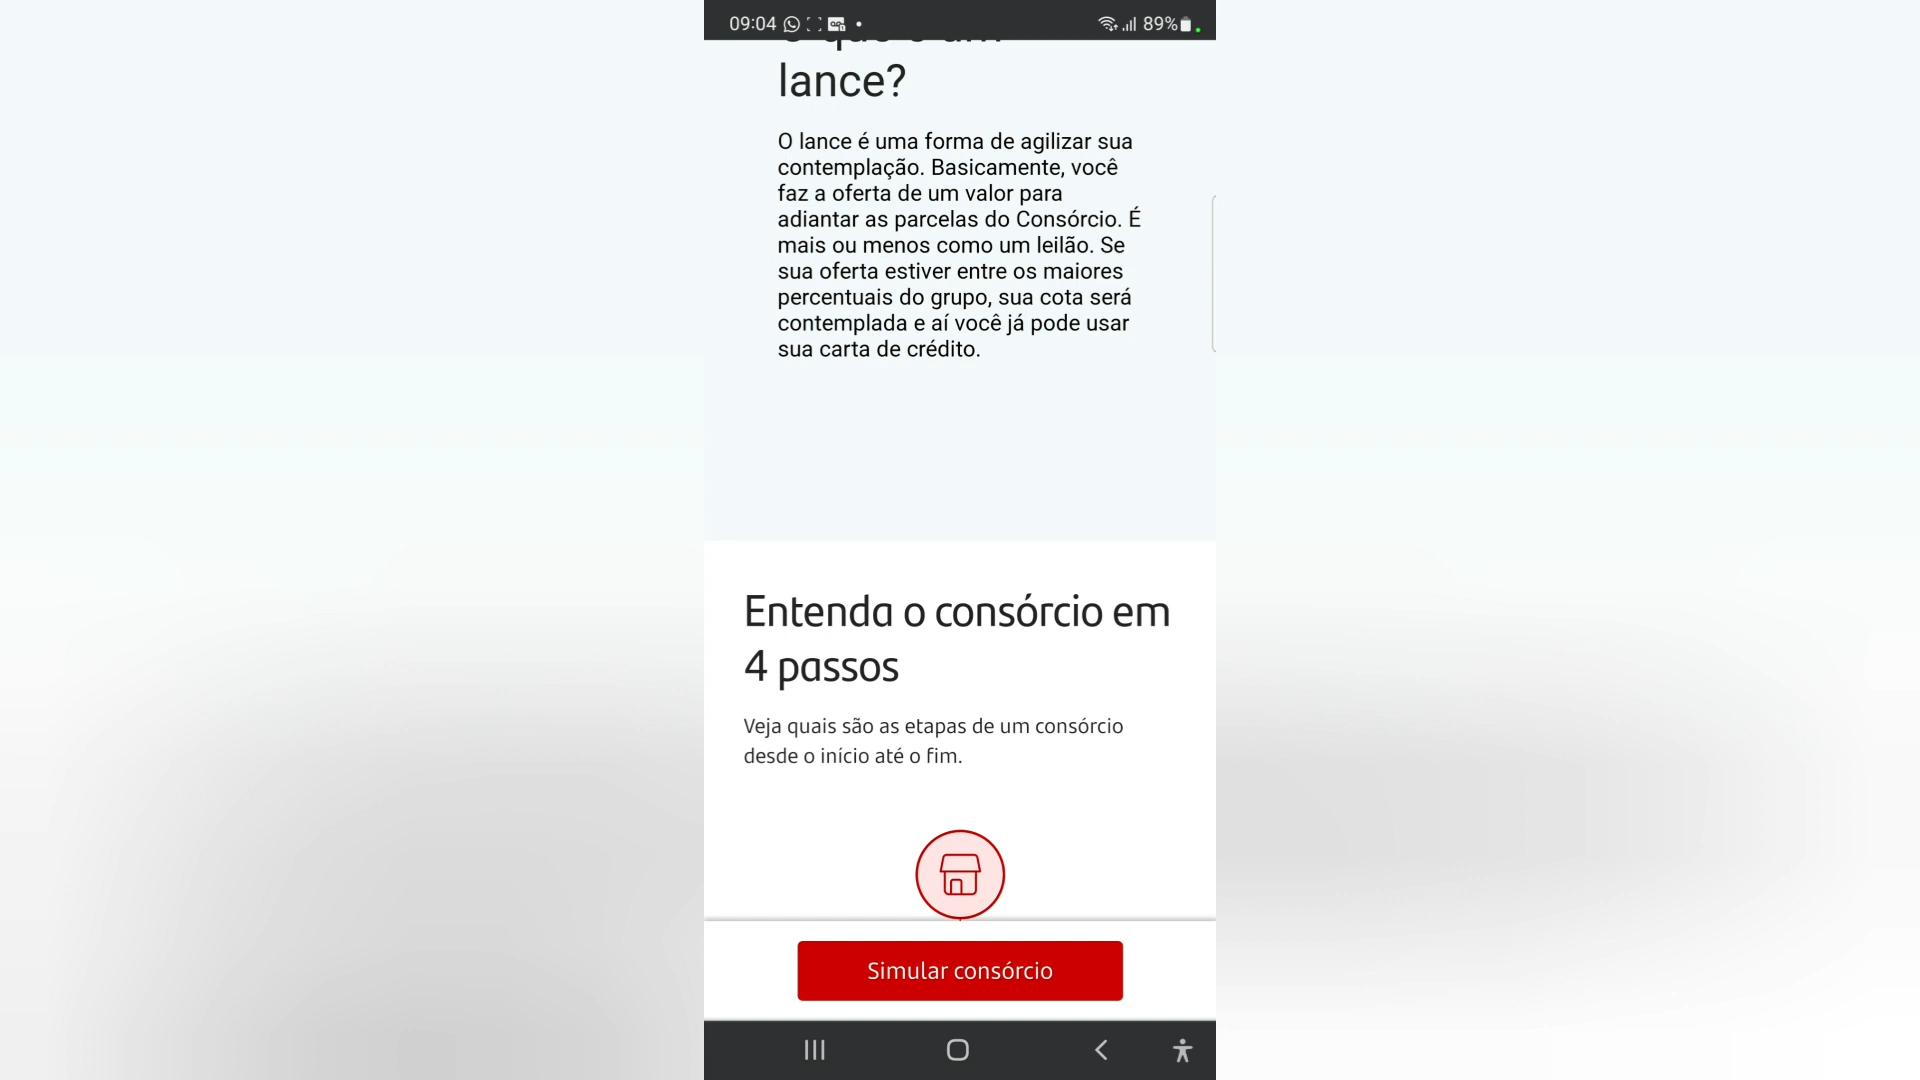 09:04
89%
lance?
O lance é uma forma de agilizar sua
contemplação. Basicamente, você
faz a oferta de um valor para
adiantar as parcelas do Consórcio. É
mais ou menos como um leilão. Se
sua oferta estiver entre os maiores
percentuais do grupo, sua cota será
contemplada e aí você já pode usar
sua carta de crédito.
Entenda o consórcio em
4 passos
Veja quais são as etapas de um consórcio
desde o início até o fim.
Simular consórcio